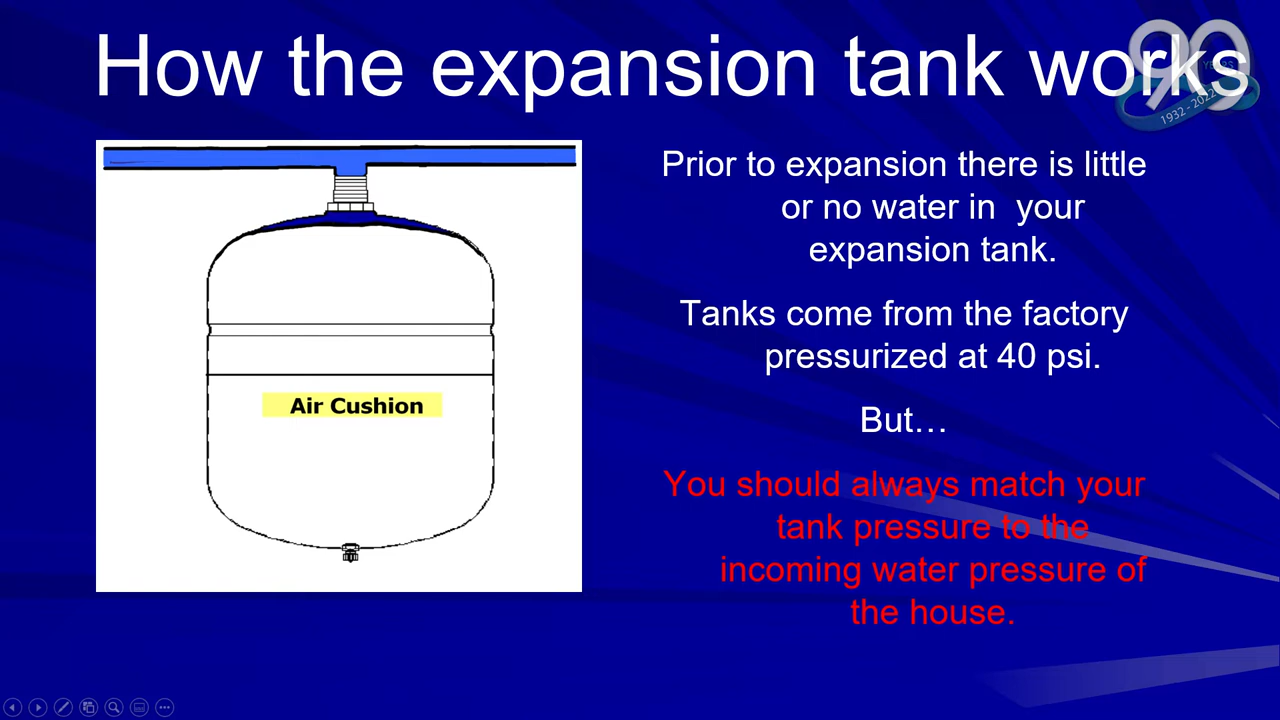 How the expansion tank works
90
YEARS
1932 - 2022
Prior to expansion there is little
or no water in your
expansion tank.
Tanks come from the factory
pressurized at 40 psi.
But…
Air Cushion
You should always match your
tank pressure to the
incoming water pressure of
the house.